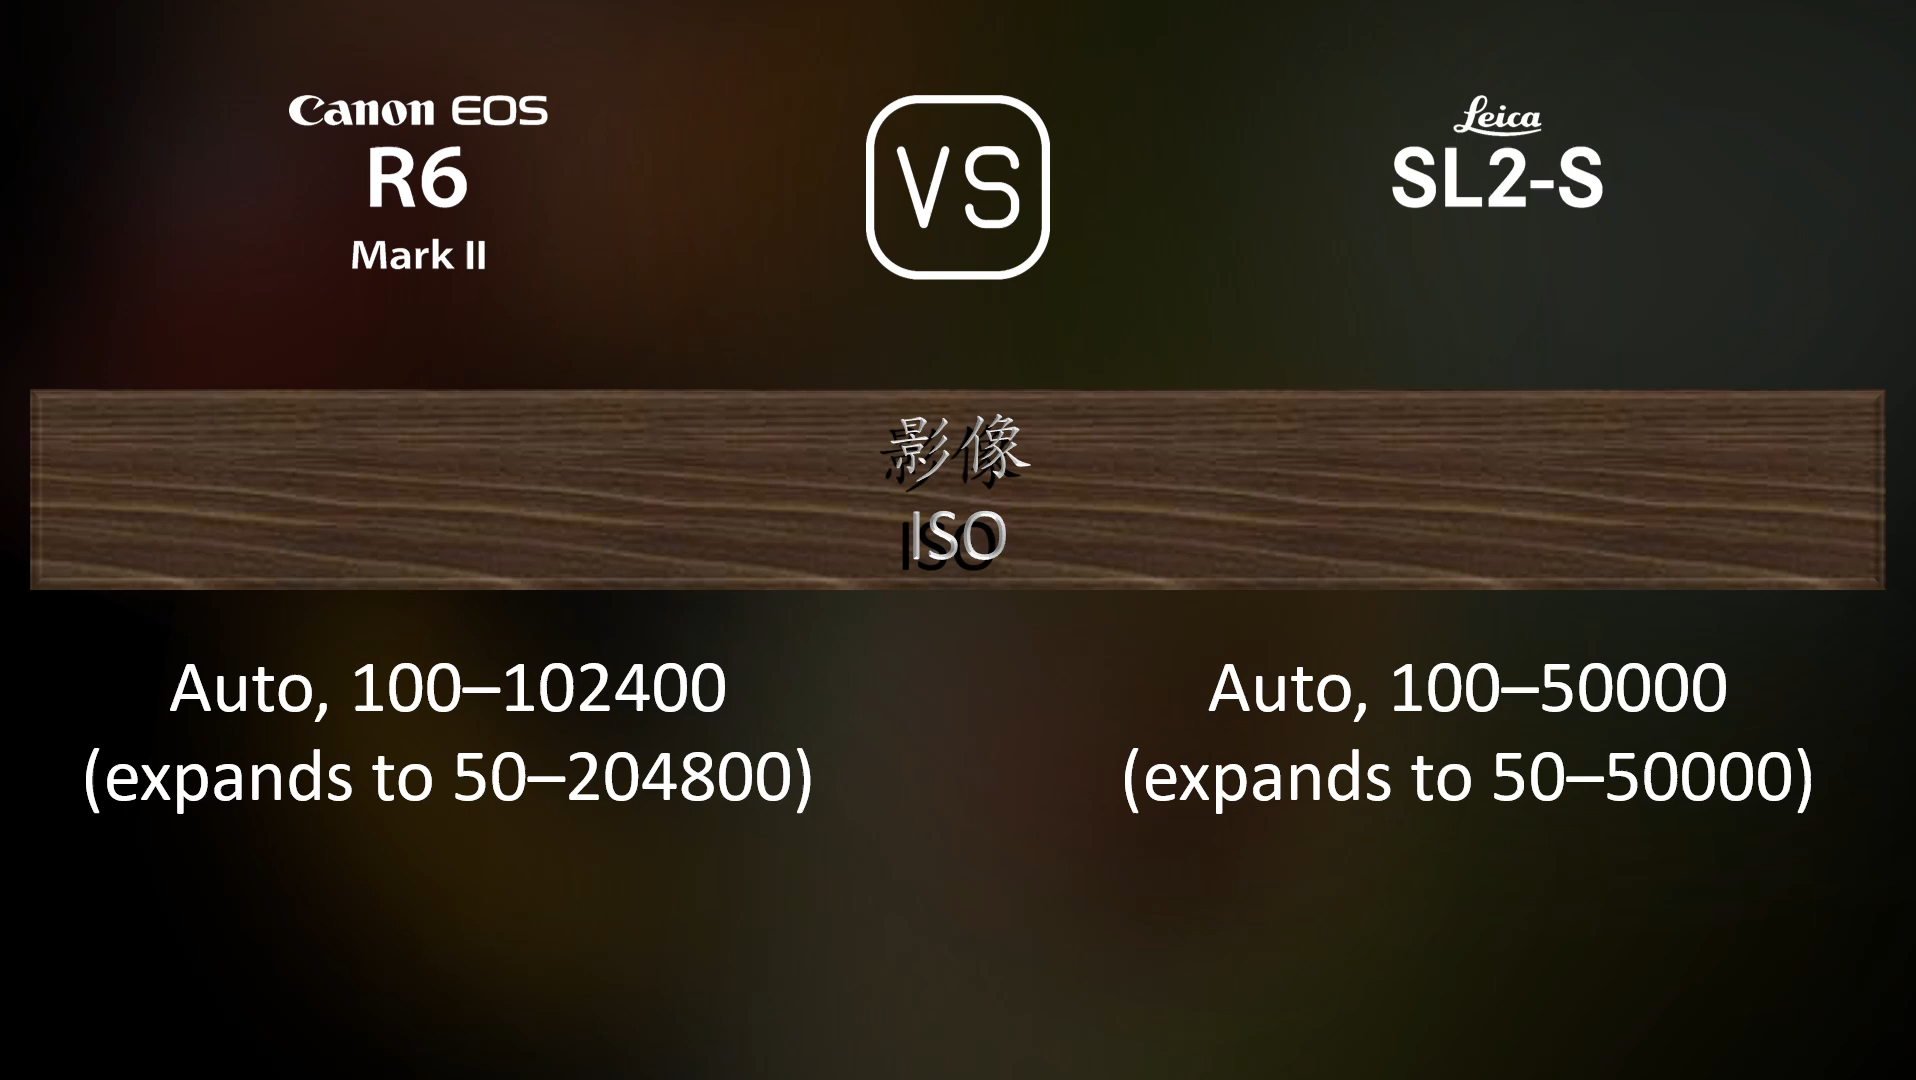 Canon EOS
R6
Mark II
VS
Leica
SL2-S
影像
ISO
Auto, 100–102400
(expands to 50–204800)
Auto, 100–50000
(expands to 50–50000)